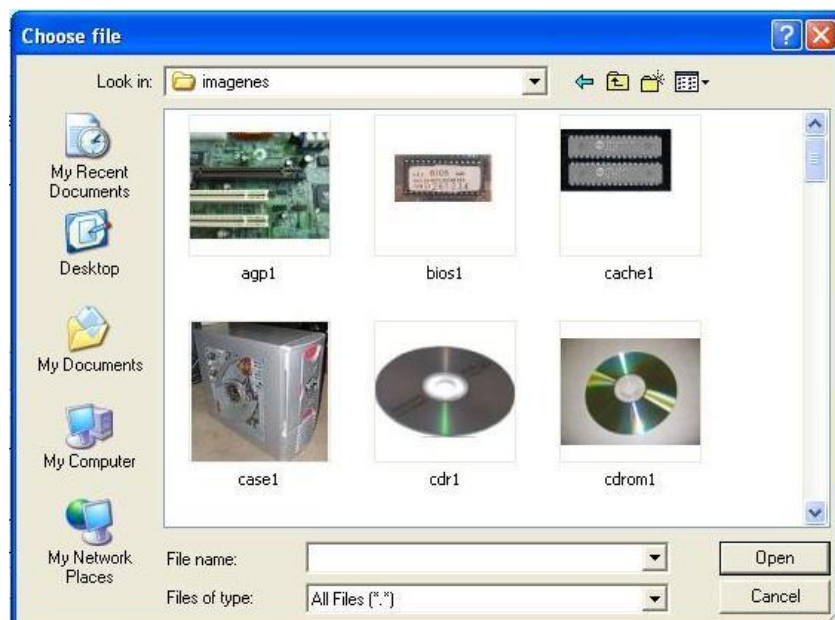 Choose file
Look in:
imagenes
My Recent
Documents
Desktop
My Documents
My Computer
My Network
Places
agp1
BIOS
bios1
cache1
case1
cdr1
cdrom1
File name:
Open
Files of type:
All Files (*.*)
Cancel